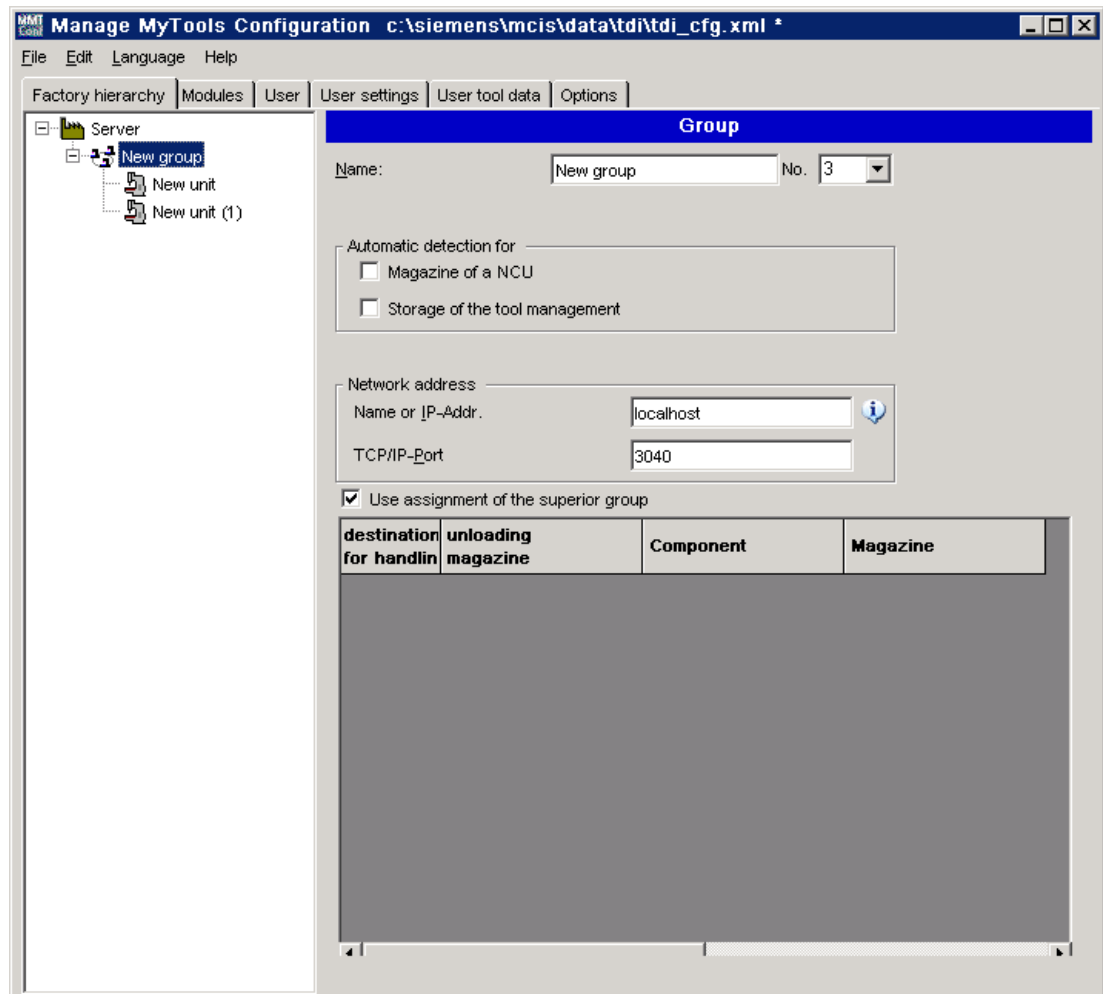 MMT Conf Manage MyTools Configuration c:\siemens\mcis\data\tdi\tdi_cfg.xml *
File Edit Language Help
Factory hierarchy Modules User User settings User tool data Options
Server
New group
New unit
New unit (1)
Group
Name: New group No. 3
Automatic detection for
Magazine of a NCU
Storage of the tool management
Network address
Name or IP-Addr. localhost
TCP/IP-Port 3040
Use assignment of the superior group
destination unloading Component Magazine
for handlin magazine